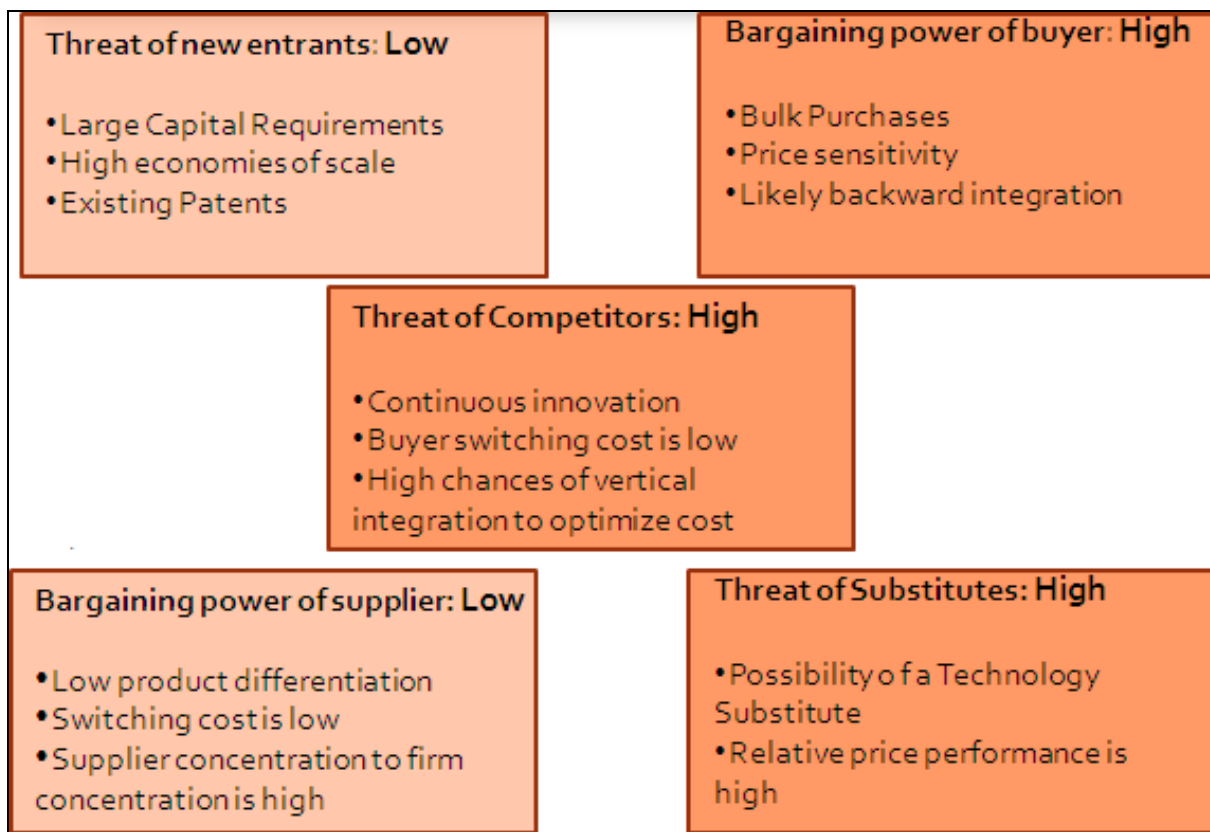 Threat of new entrants: Low
•Large Capital Requirements
•High economies of scale
•Existing Patents
Bargaining power of buyer: High
•Bulk Purchases
•Price sensitivity
•Likely backward integration
Threat of Competitors: High
•Continuous innovation
•Buyer switching cost is low
•High chances of vertical
integration to optimize cost
Bargaining power of supplier: Low
•Low product differentiation
•Switching cost is low
•Supplier concentration to firm
concentration is high
Threat of Substitutes: High
•Possibility of a Technology
Substitute
•Relative price performance is
high